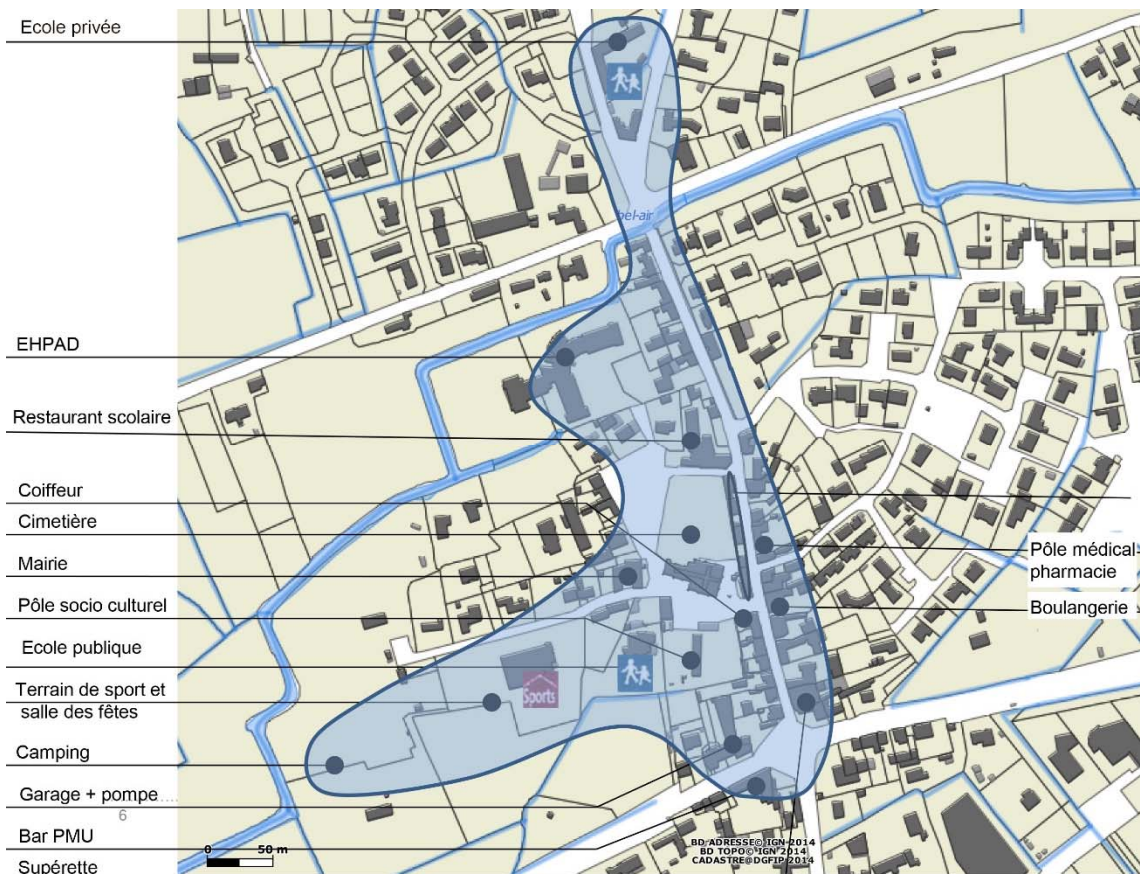 Ecole privée
bel-air
EHPAD
Restaurant scolaire
Coiffeur
Cimetière
Mairie
Pôle socio culturel
Ecole publique
Terrain de sport et
salle des fêtes
Camping
Garage + pompe
6
Bar PMU
Supérette
Sports
Pôle médical
pharmacie
Boulangerie
0 50 m
BD ADRESSE© IGN 2014
BD TOPO© IGN 2014
CADASTRE@DGFIP 2014